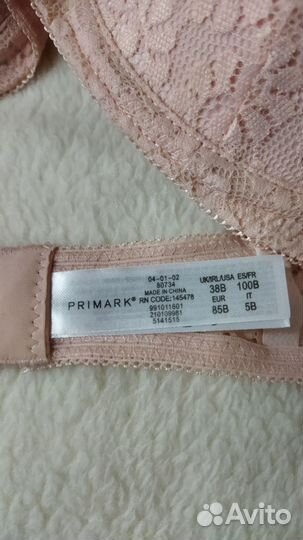 PRIMARK®
04-01-02
80734
MADE IN CHINA
RN CODE:145478
991011601
210109981
5141515
UK/IRL/USA ES/FR
38B 100B
EUR IT
85B 5B
Avito